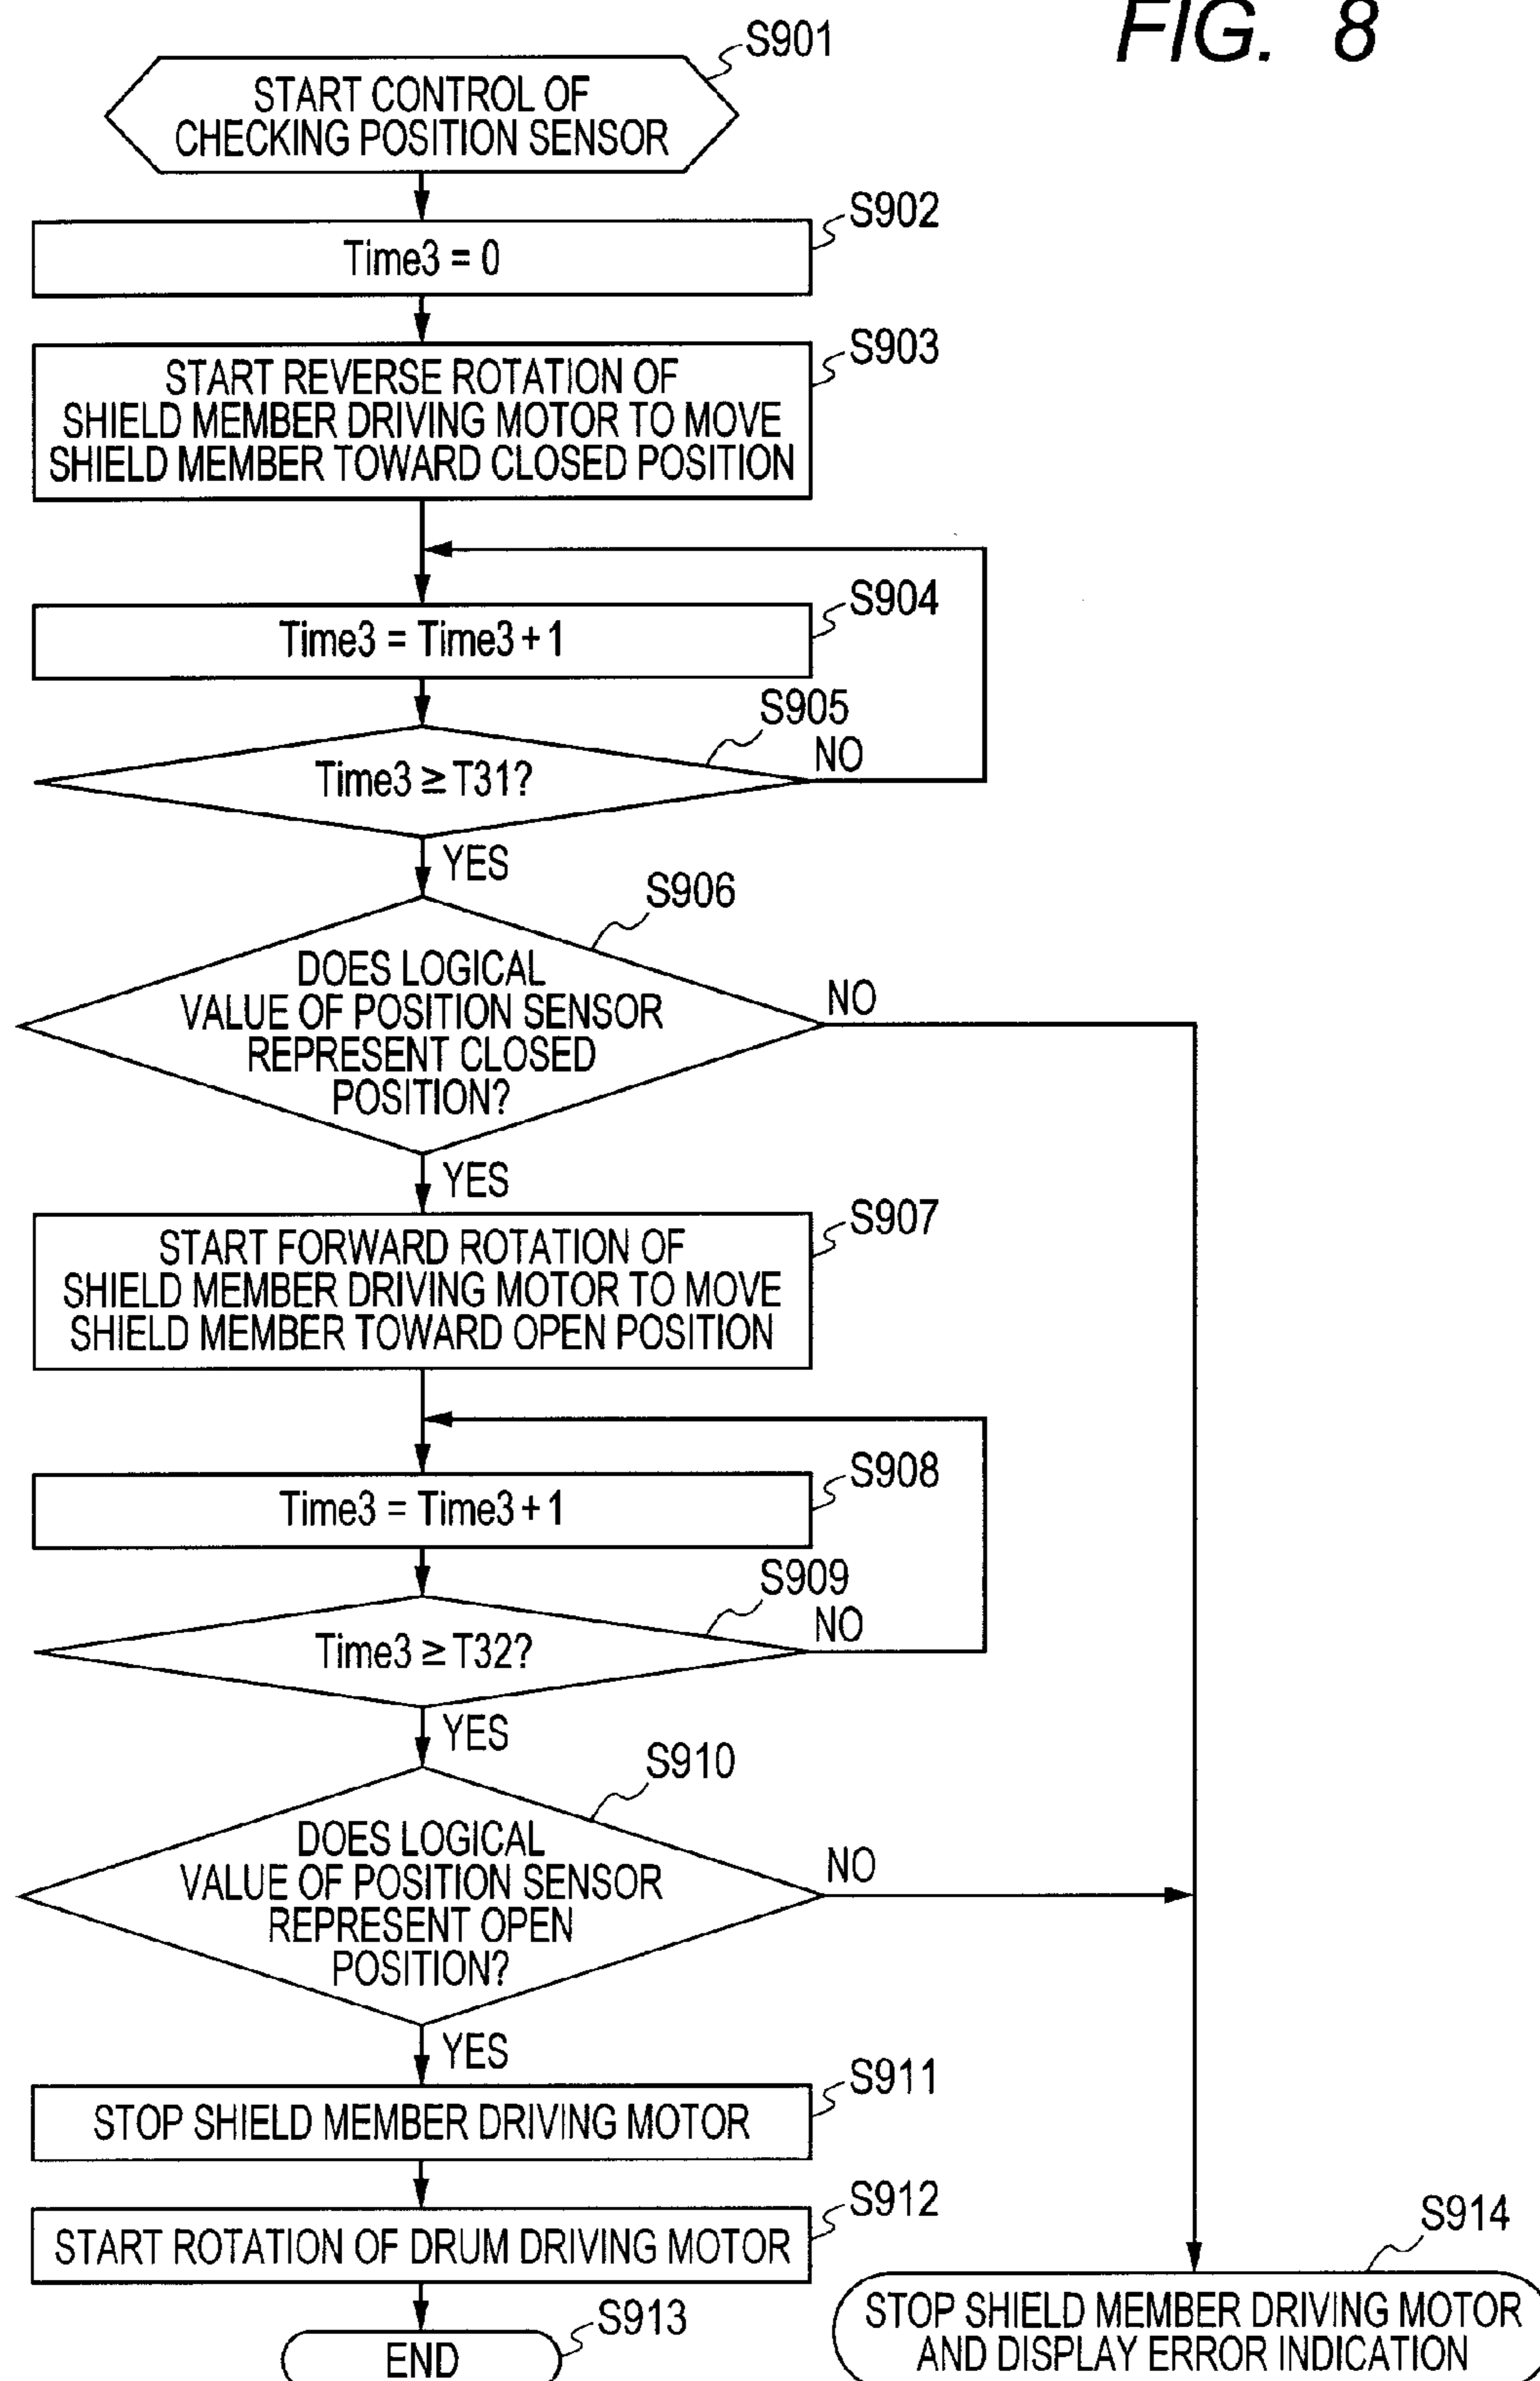 FIG. 8
S901
START CONTROL OF
CHECKING POSITION SENSOR
S902
Time3 = 0
S903
START REVERSE ROTATION OF
SHIELD MEMBER DRIVING MOTOR TO MOVE
SHIELD MEMBER TOWARD CLOSED POSITION
S904
Time3 = Time3 + 1
S905
Time3 ≥ T31?
NO
YES
S906
DOES LOGICAL
VALUE OF POSITION SENSOR
REPRESENT CLOSED
POSITION?
NO
YES
S907
START FORWARD ROTATION OF
SHIELD MEMBER DRIVING MOTOR TO MOVE
SHIELD MEMBER TOWARD OPEN POSITION
S908
Time3 = Time3 + 1
S909
Time3 ≥ T32?
NO
YES
S910
DOES LOGICAL
VALUE OF POSITION SENSOR
REPRESENT OPEN
POSITION?
NO
YES
S911
STOP SHIELD MEMBER DRIVING MOTOR
S912
START ROTATION OF DRUM DRIVING MOTOR
S913
END
S914
STOP SHIELD MEMBER DRIVING MOTOR
AND DISPLAY ERROR INDICATION